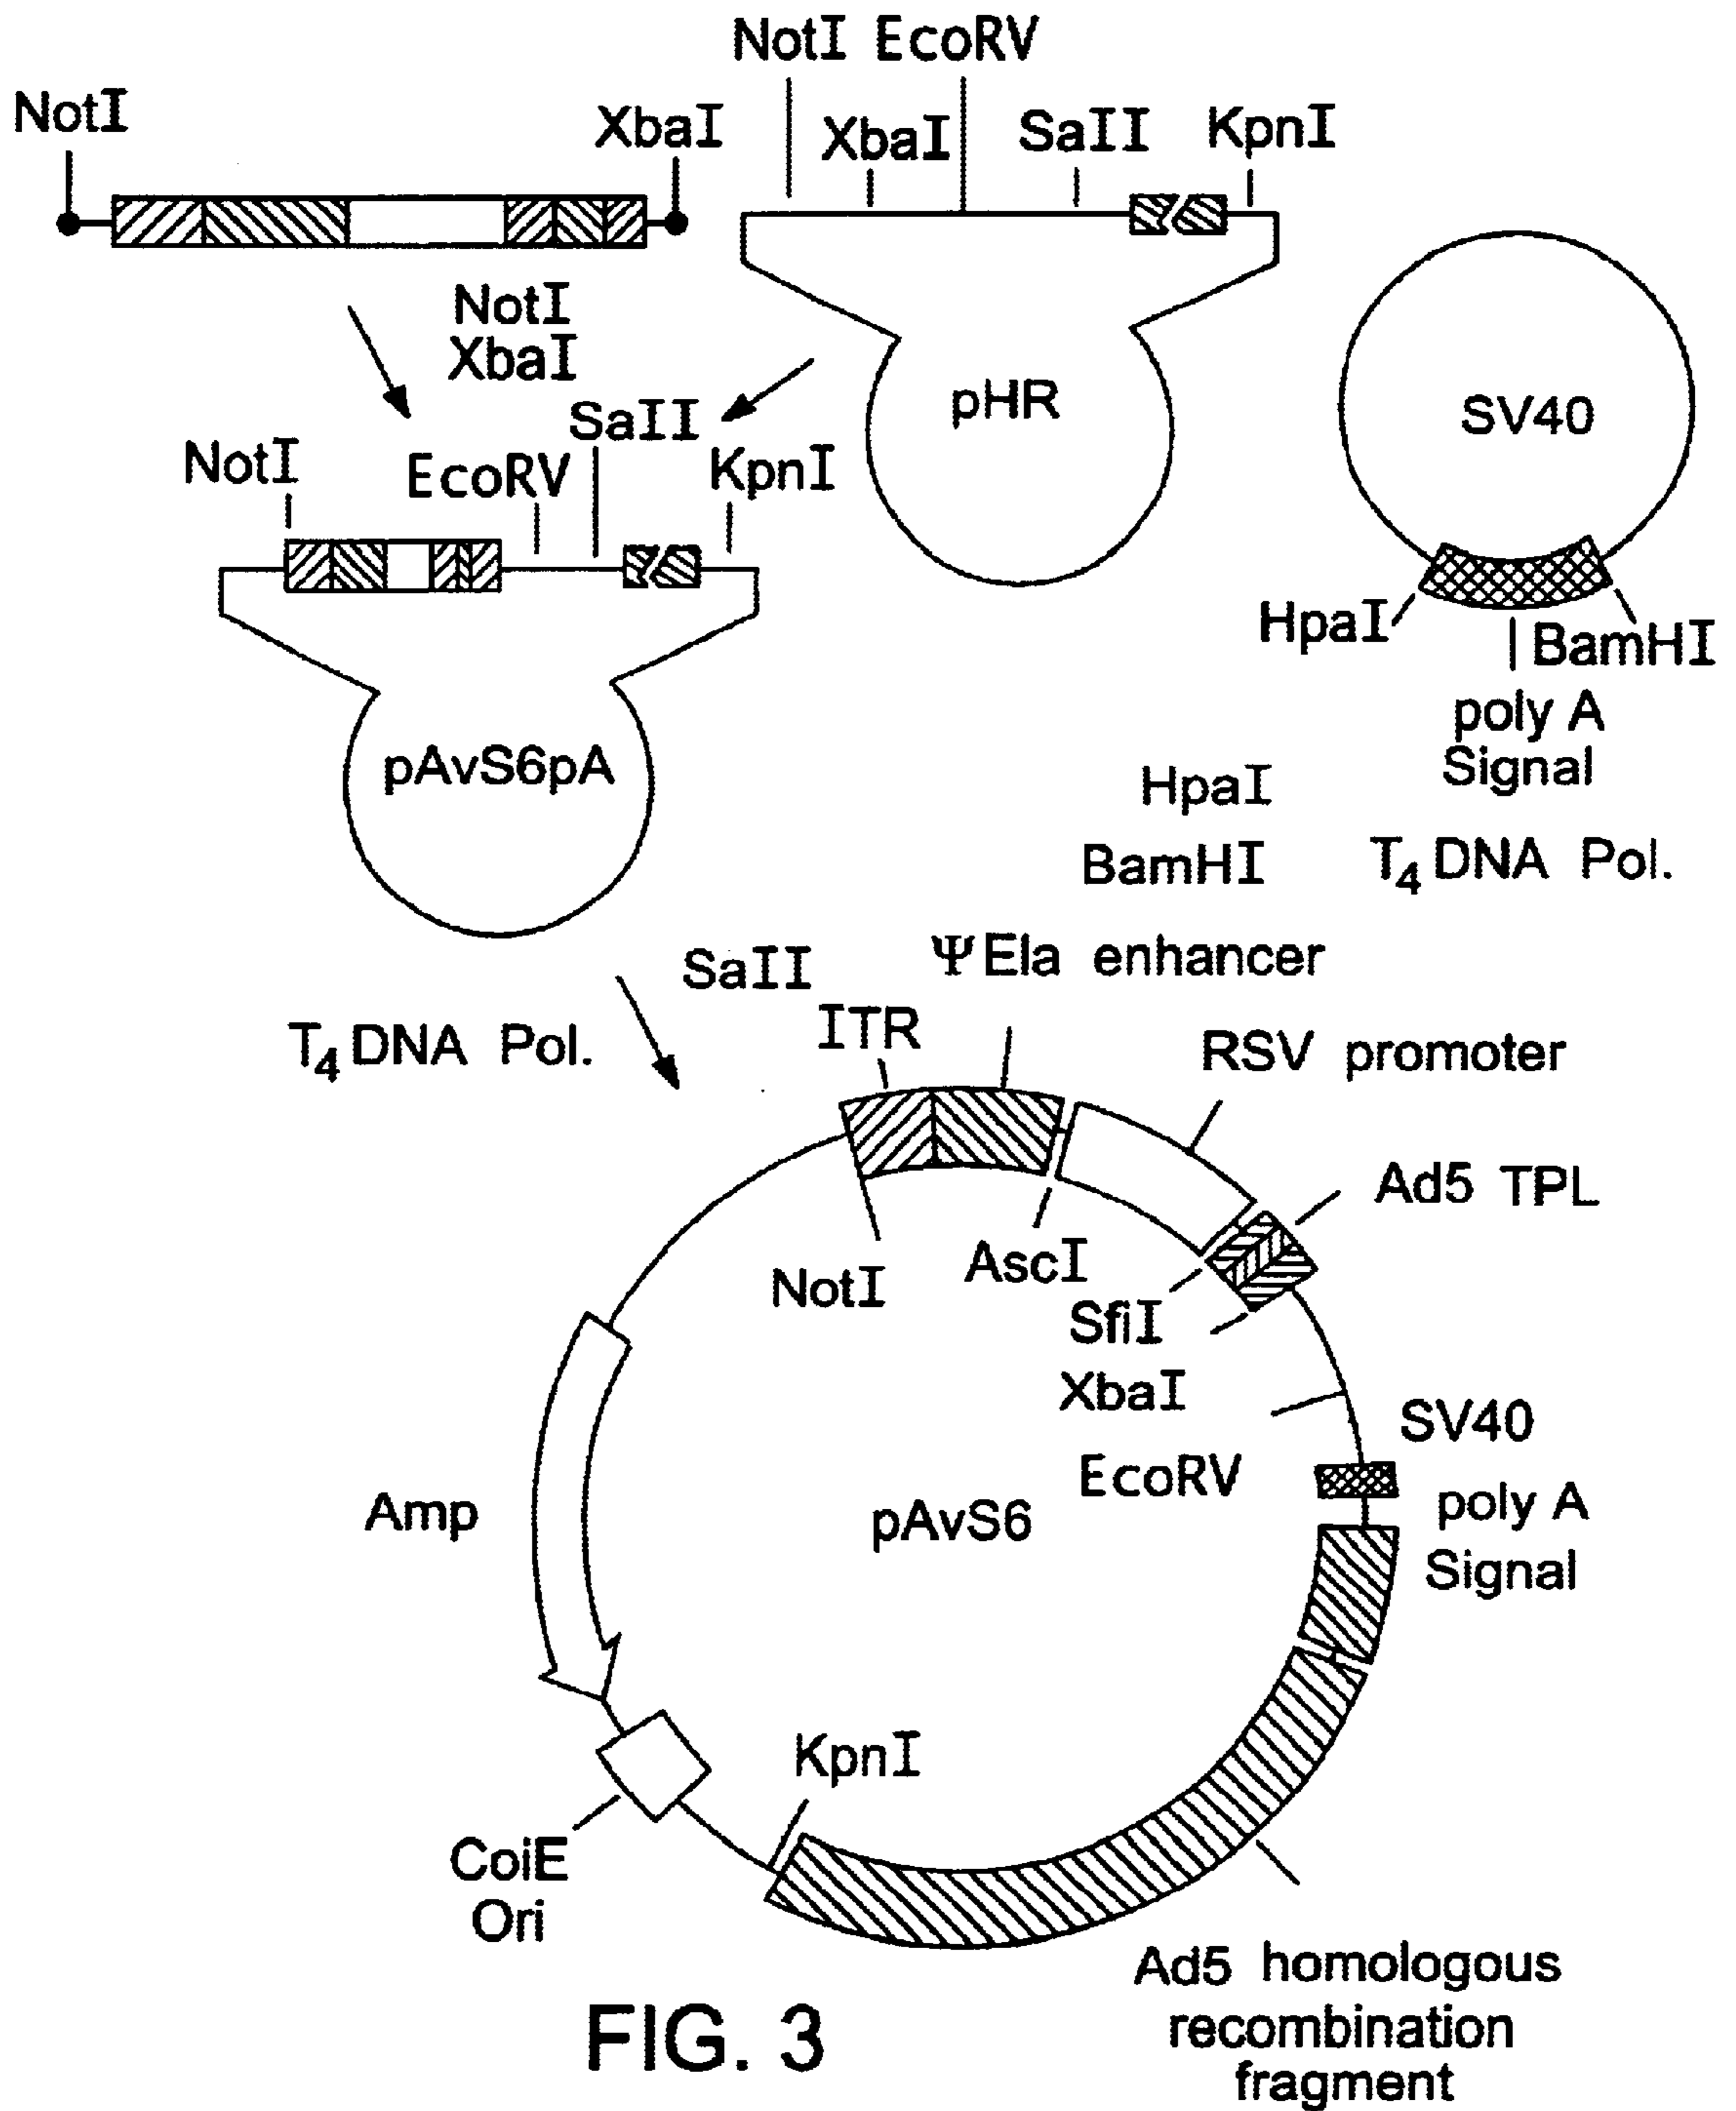 NotI EcoRV
NotI
XbaI
XbaI
SaII
KpnI
NotI
XbaI
pHR
SV40
SaII
NotI
EcoRV
KpnI
HpaI
BamHI
poly A
Signal
pAvS6pA
HpaI
BamHI
T4 DNA Pol.
SaII
ΨEla enhancer
ITR
T4 DNA Pol.
RSV promoter
Ad5 TPL
AscI
NotI
SfiI
XbaI
SV40
EcoRV
poly A
Signal
Amp
pAvS6
KpnI
CoiE
Ori
Ad5 homologous
recombination
fragment
FIG. 3